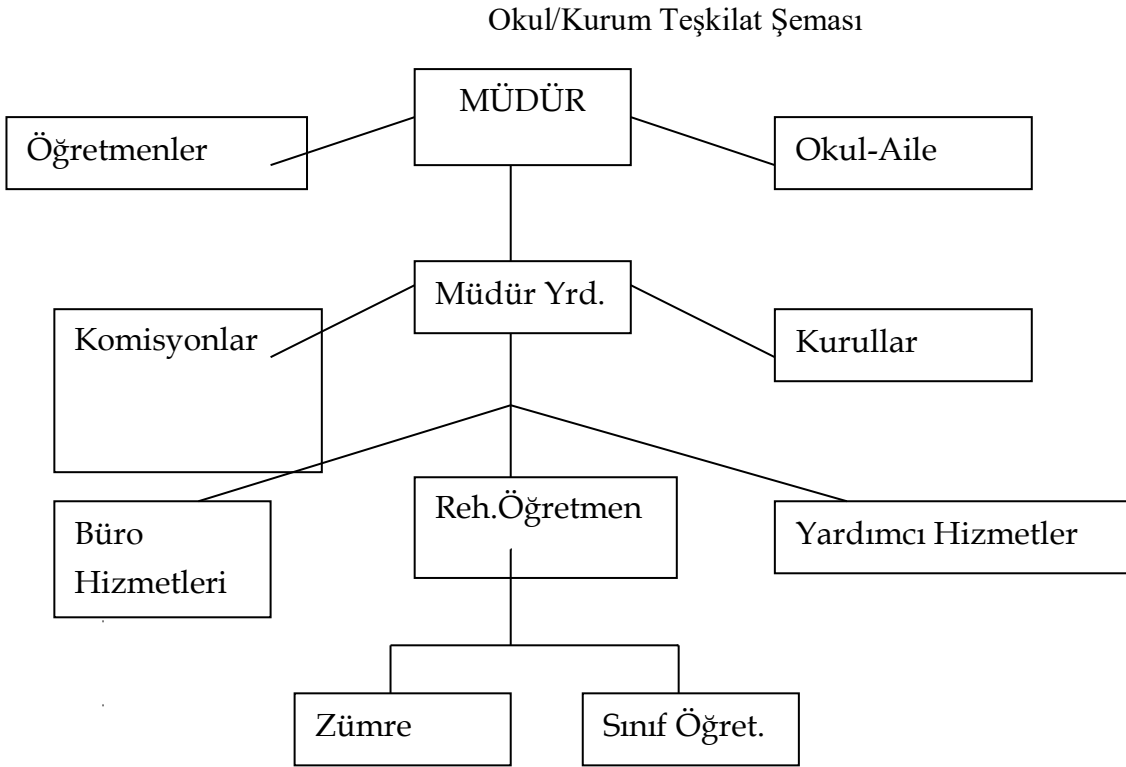 Okul/Kurum Teşkilat Şeması
MÜDÜR
Öğretmenler
Okul-Aile
Müdür Yrd.
Komisyonlar
Kurullar
Büro
Hizmetleri
Reh.Öğretmen
Yardımcı Hizmetler
Zümre
Sınıf Öğret.